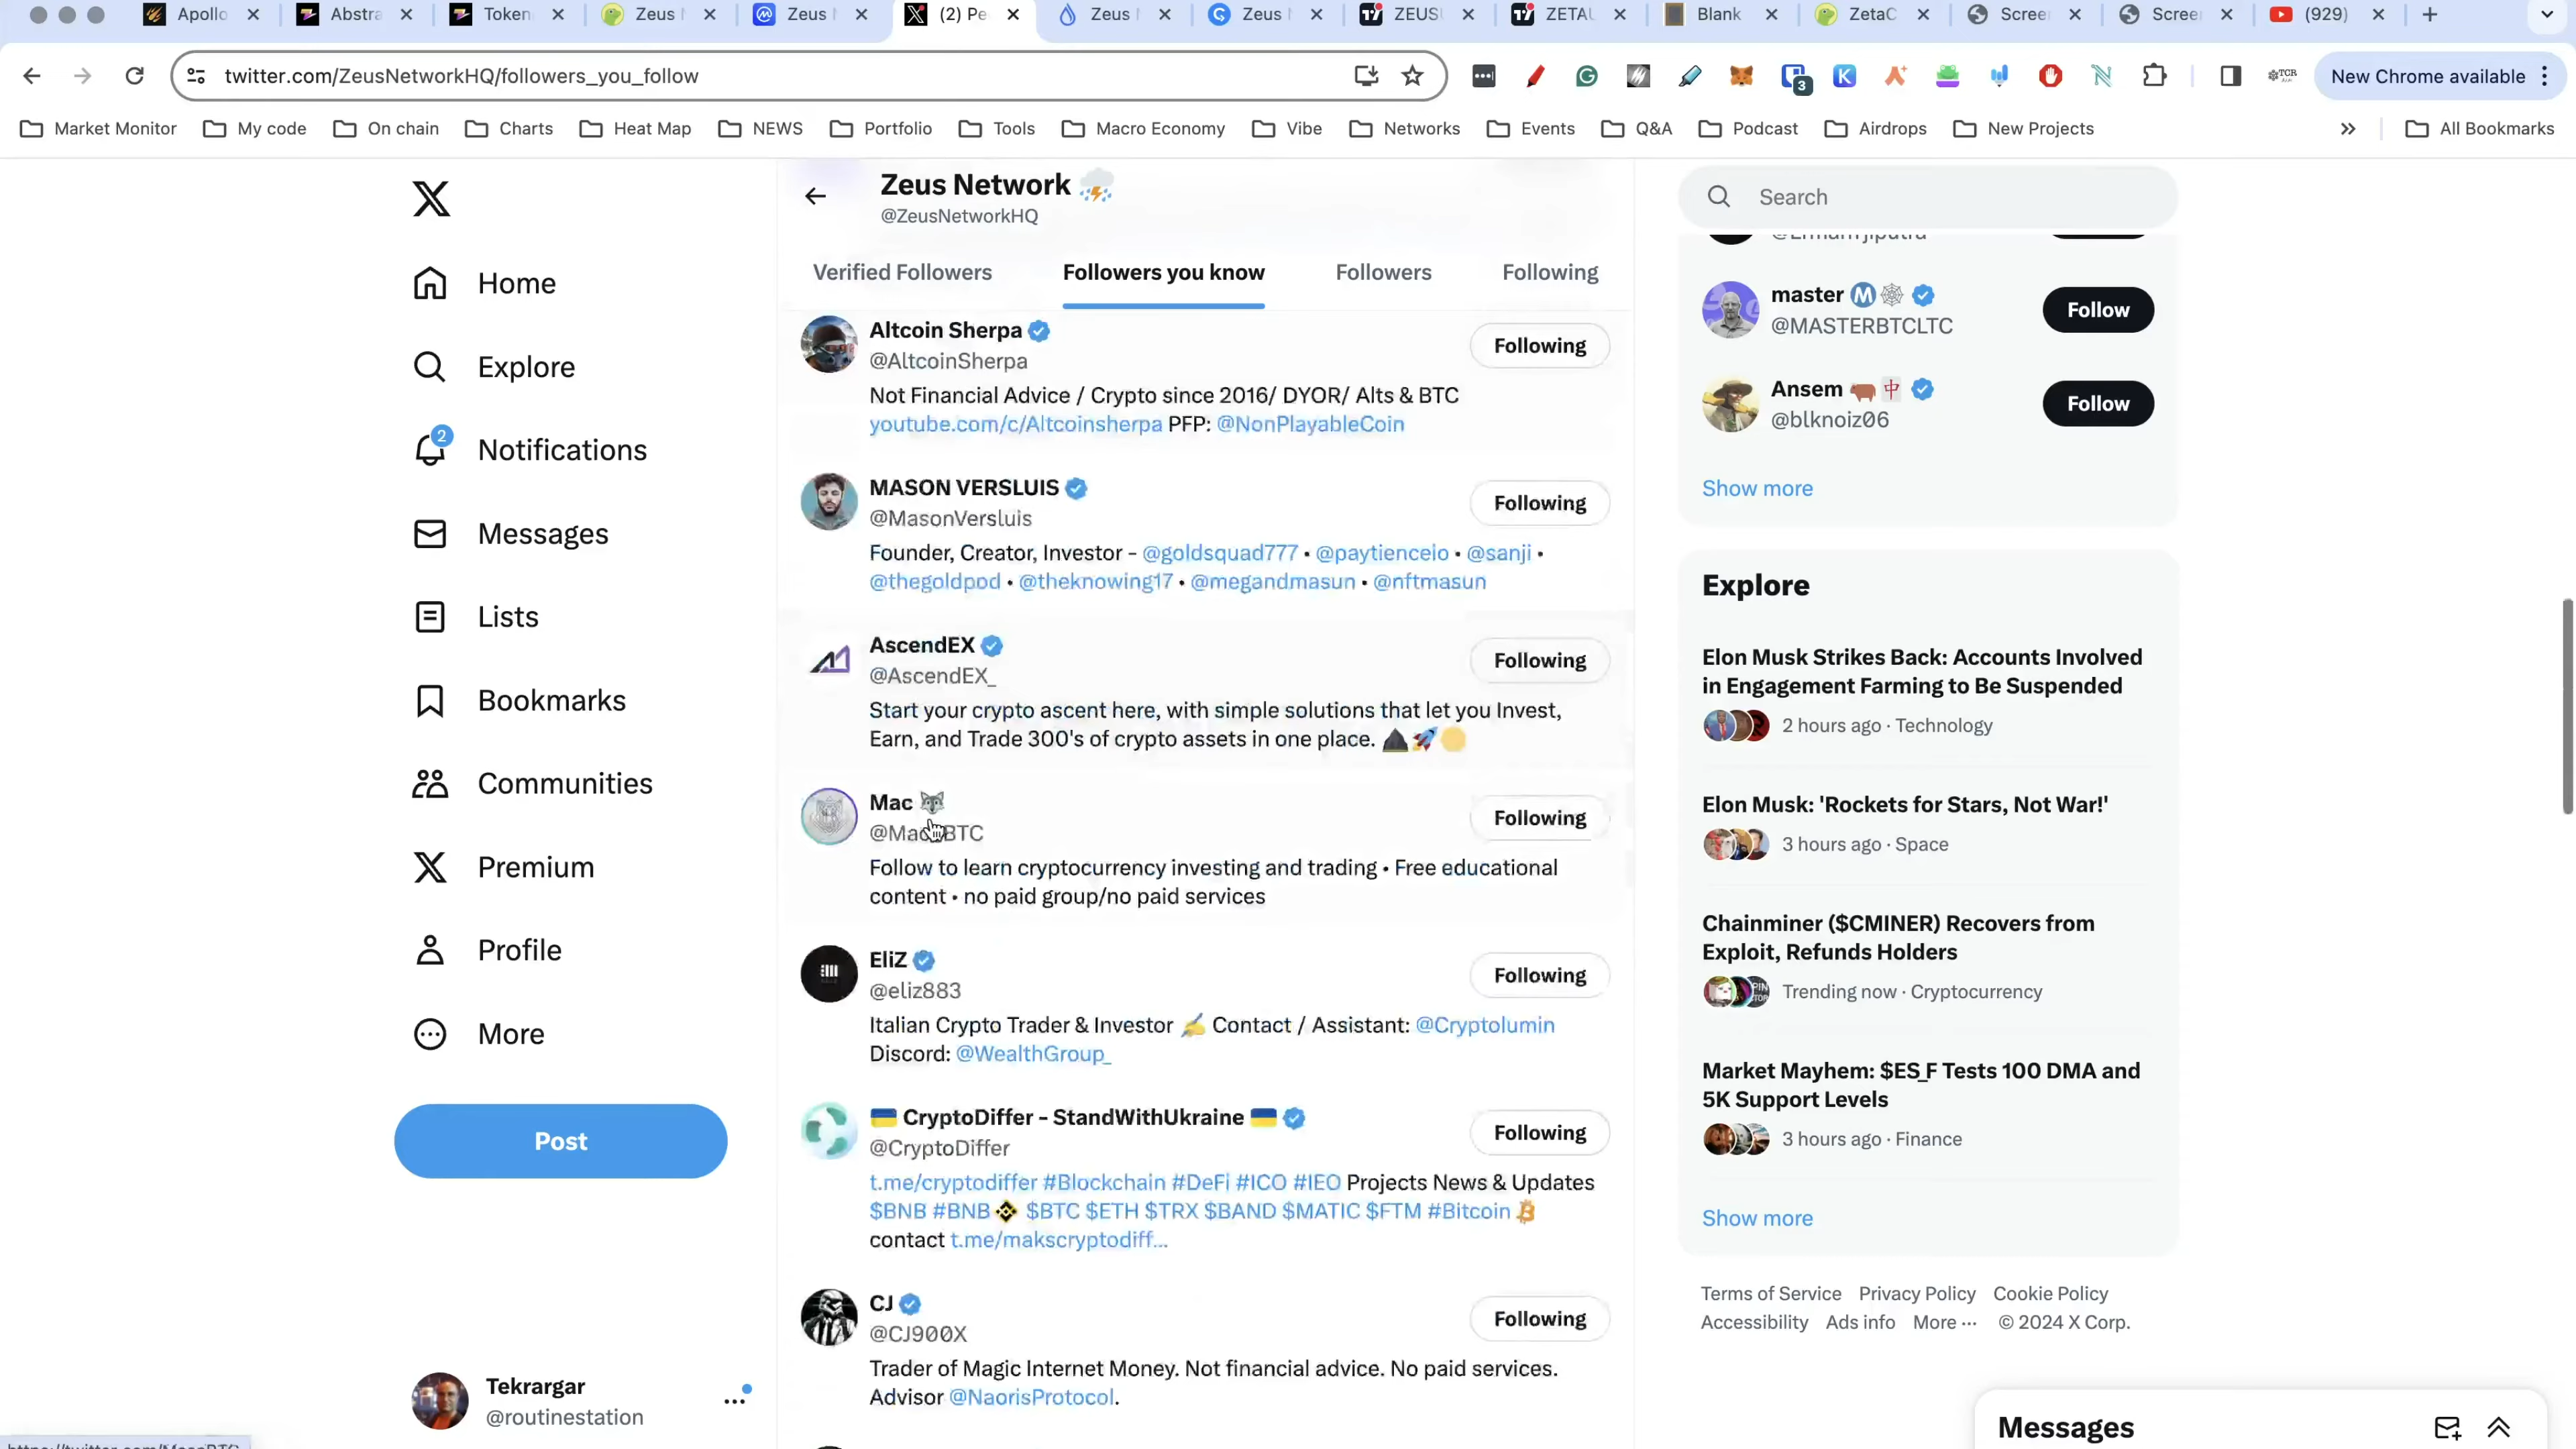 Apollo
Abstra
Token
Zeus
Zeus
(2) Pe
Zeus
Zeus
ZEUS
ZETAU
Blank
ZetaC
Scree
Scree
(929)
twitter.com/ZeusNetworkHQ/followers_you_follow
3
TCR
New Chrome available
Market Monitor
My code
On chain
Charts
Heat Map
NEWS
Portfolio
Tools
Macro Economy
Vibe
Networks
Events
Q&A
Podcast
Airdrops
New Projects
All Bookmarks
Home
Explore
2
Notifications
Messages
Lists
Bookmarks
Communities
Premium
Profile
More
Post
Tekrargar
@routinestation
Zeus Network
@ZeusNetworkHQ
Verified Followers
Followers you know
Followers
Following
Altcoin Sherpa
@AltcoinSherpa
Following
Not Financial Advice / Crypto since 2016/ DYOR/ Alts & BTC
youtube.com/c/Altcoinsherpa PFP: @NonPlayableCoin
MASON VERSLUIS
@MasonVersluis
Following
Founder, Creator, Investor - @goldsquad777 • @paytienceio • @sanji •
@thegoldpod • @theknowing17 • @megandmasun • @nftmasun
AscendEX
@AscendEX_
Following
Start your crypto ascent here, with simple solutions that let you Invest,
Earn, and Trade 300's of crypto assets in one place.
Mac
Following
Follow to learn cryptocurrency investing and trading • Free educational
content • no paid group/no paid services
EliZ
@eliz883
Following
Italian Crypto Trader & Investor ✍ Contact / Assistant: @Cryptolumin
Discord: @WealthGroup_
CryptoDiffer - StandWithUkraine
@CryptoDiffer
Following
t.me/cryptodiffer #Blockchain #DeFi #ICO #IEO Projects News & Updates
$BNB #BNB $BTC $ETH $TRX $BAND $MATIC $FTM #Bitcoin
contact t.me/makscryptodiff...
CJ
@CJ900X
Following
Trader of Magic Internet Money. Not financial advice. No paid services.
Advisor @NaorisProtocol.
Search
master
@MASTERBTCLTC
Follow
Ansem 中
@blknoiz06
Follow
Show more
Explore
Elon Musk Strikes Back: Accounts Involved
in Engagement Farming to Be Suspended
2 hours ago · Technology
Elon Musk: 'Rockets for Stars, Not War!'
3 hours ago · Space
Chainminer ($CMINER) Recovers from
Exploit, Refunds Holders
Trending now · Cryptocurrency
Market Mayhem: $ES_F Tests 100 DMA and
5K Support Levels
3 hours ago · Finance
Show more
Terms of Service Privacy Policy Cookie Policy
Accessibility Ads info More ··· © 2024 X Corp.
Messages